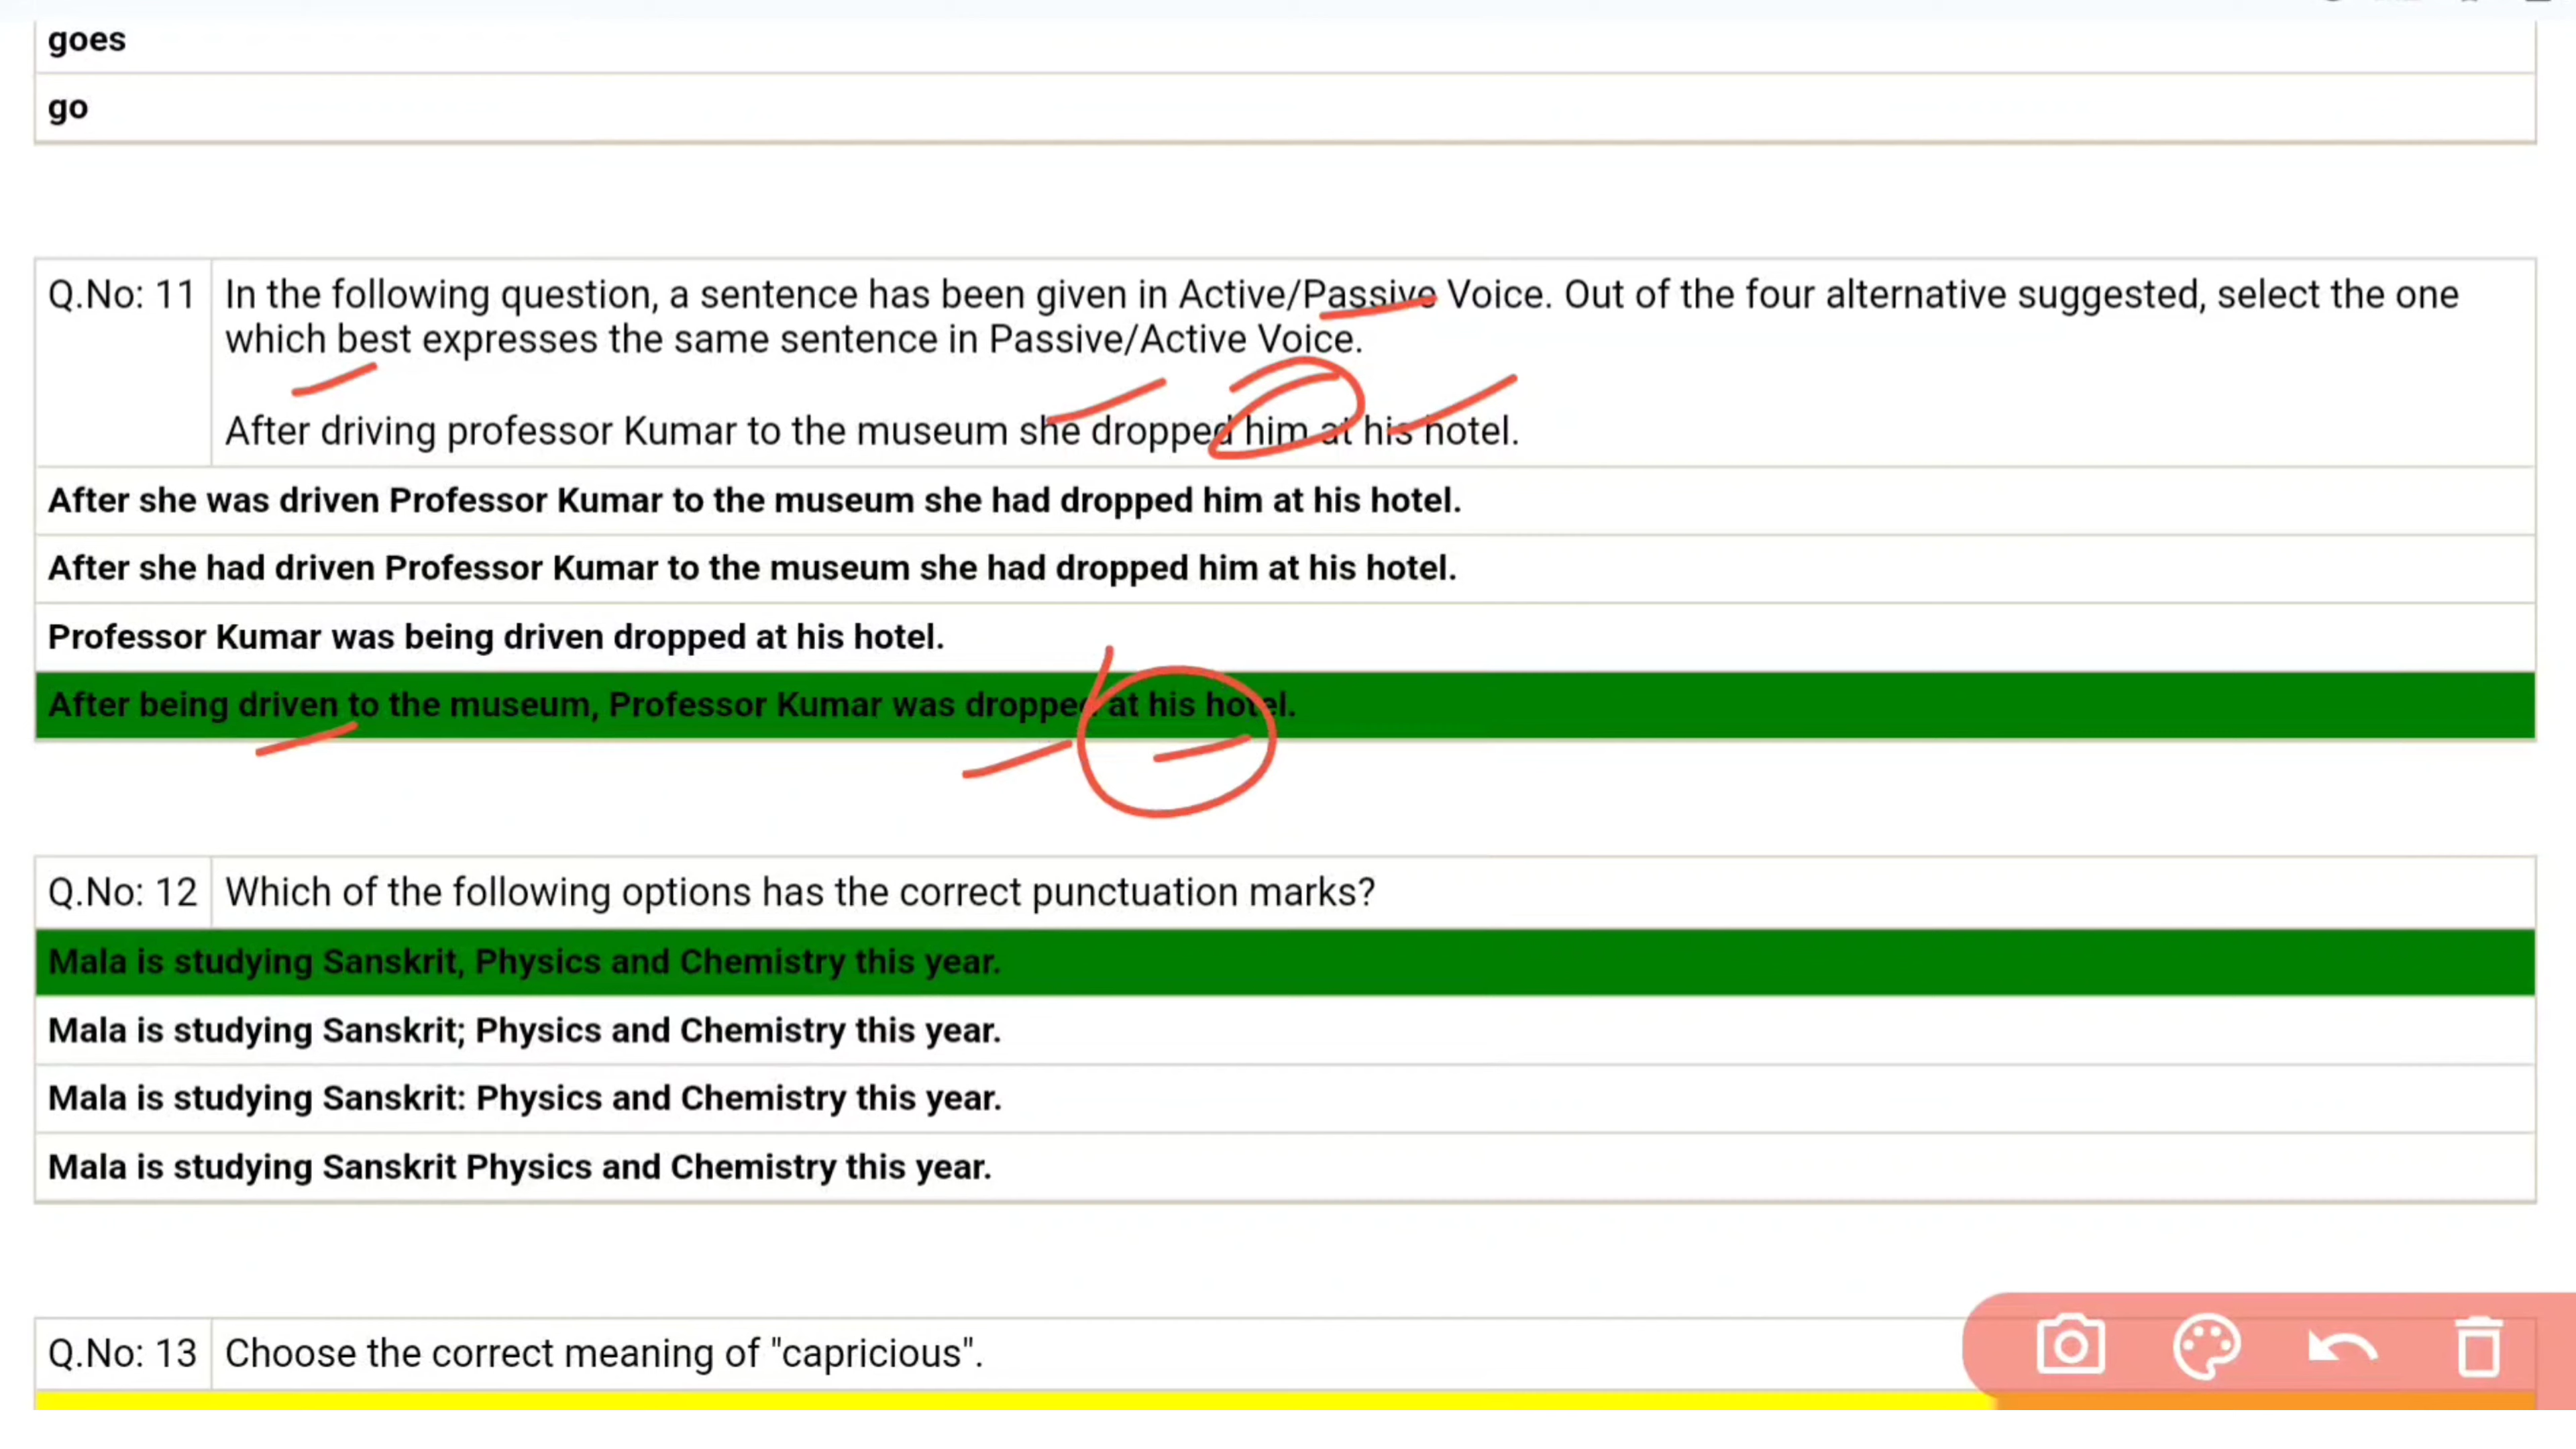 goes
go
Q.No: 11 In the following question, a sentence has been given in Active/Passive Voice. Out of the four alternative suggested, select the one
which best expresses the same sentence in Passive/Active Voice.
After driving professor Kumar to the museum she dropped him at his hotel.
After she was driven Professor Kumar to the museum she had dropped him at his hotel.
After she had driven Professor Kumar to the museum she had dropped him at his hotel.
Professor Kumar was being driven dropped at his hotel.
After being driven to the museum, Professor Kumar was dropped at his hotel.
Q.No: 12 Which of the following options has the correct punctuation marks?
Mala is studying Sanskrit, Physics and Chemistry this year.
Mala is studying Sanskrit; Physics and Chemistry this year.
Mala is studying Sanskrit: Physics and Chemistry this year.
Mala is studying Sanskrit Physics and Chemistry this year.
Q.No: 13 Choose the correct meaning of "capricious".